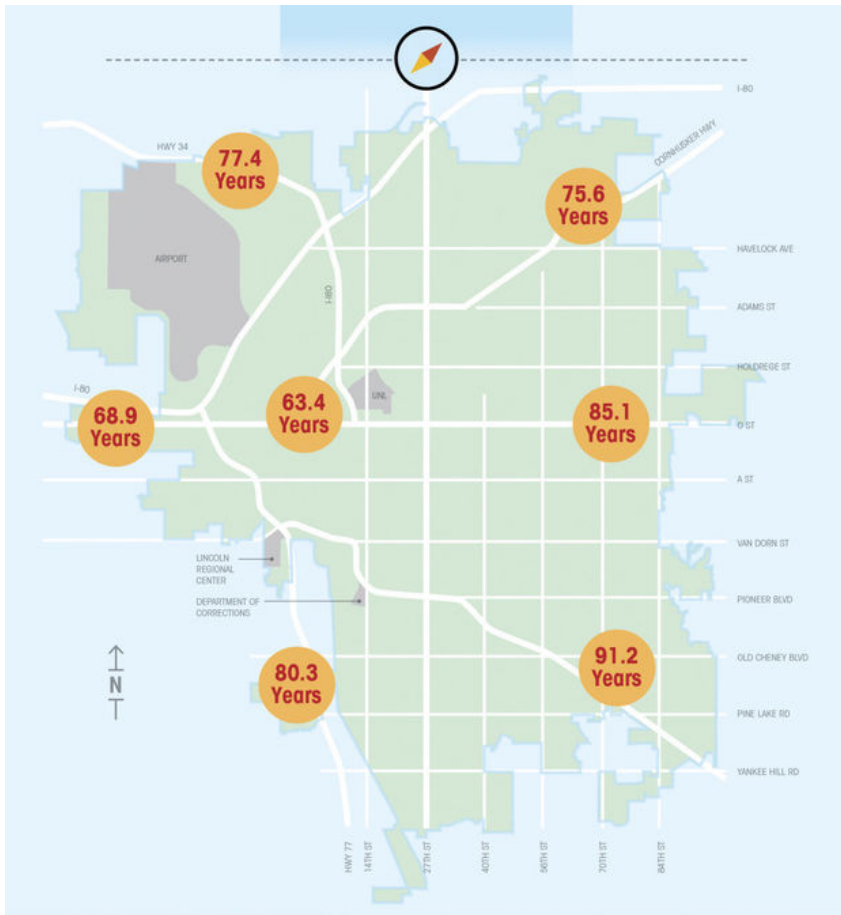 I-80
CORNHUSKER HWY
HWY 34
77.4
Years
75.6
Years
HAVELOCK AVE
AIRPORT
I-80
ADAMS ST
HOLDREGE ST
I-80
UNL
68.9
Years
63.4
Years
85.1
Years
O ST
A ST
VAN DORN ST
LINCOLN
REGIONAL
CENTER
DEPARTMENT OF
CORRECTIONS
PIONEER BLVD
N
80.3
Years
91.2
Years
OLD CHENEY BLVD
PINE LAKE RD
YANKEE HILL RD
HWY 77
14TH ST
27TH ST
40TH ST
56TH ST
70TH ST
84TH ST